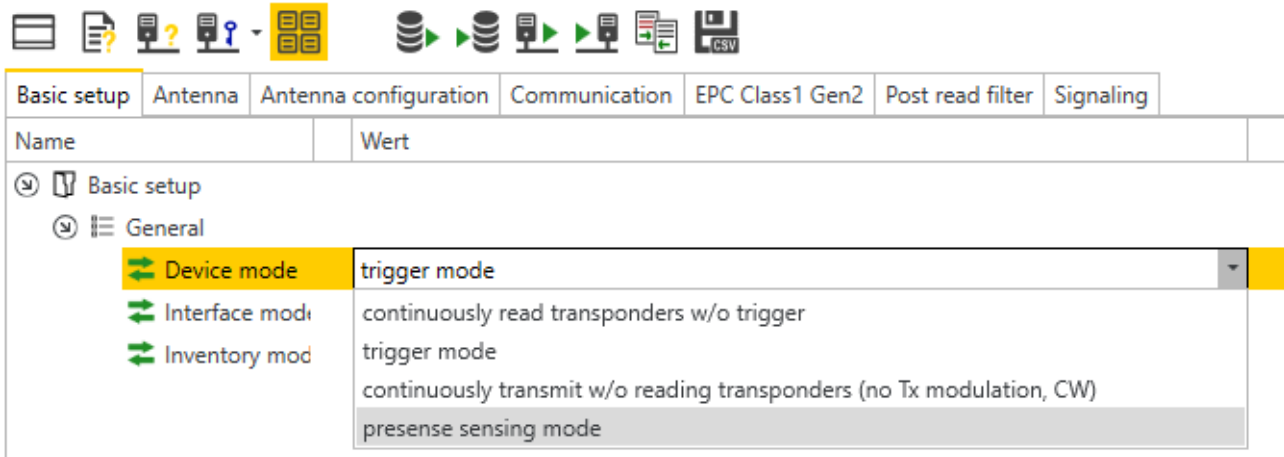 CSV
Basic setup Antenna Antenna configuration Communication EPC Class1 Gen2 Post read filter Signaling
Name Wert
Basic setup
General
Device mode trigger mode
Interface mode continuously read transponders w/o trigger
Inventory mod trigger mode
continuously transmit w/o reading transponders (no Tx modulation, CW)
presense sensing mode